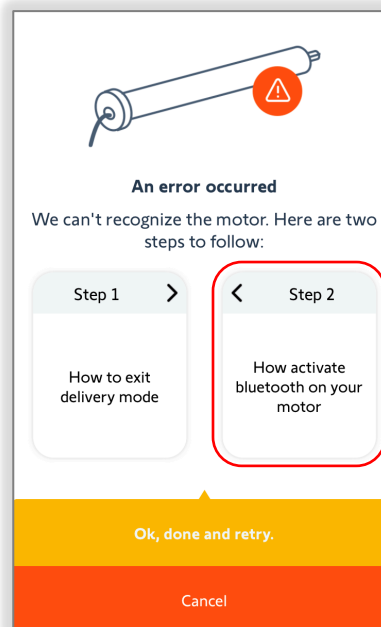 An error occurred
We can't recognize the motor. Here are two
steps to follow:
Step 1
How to exit
delivery mode
Step 2
How activate
bluetooth on your
motor
Ok, done and retry.
Cancel